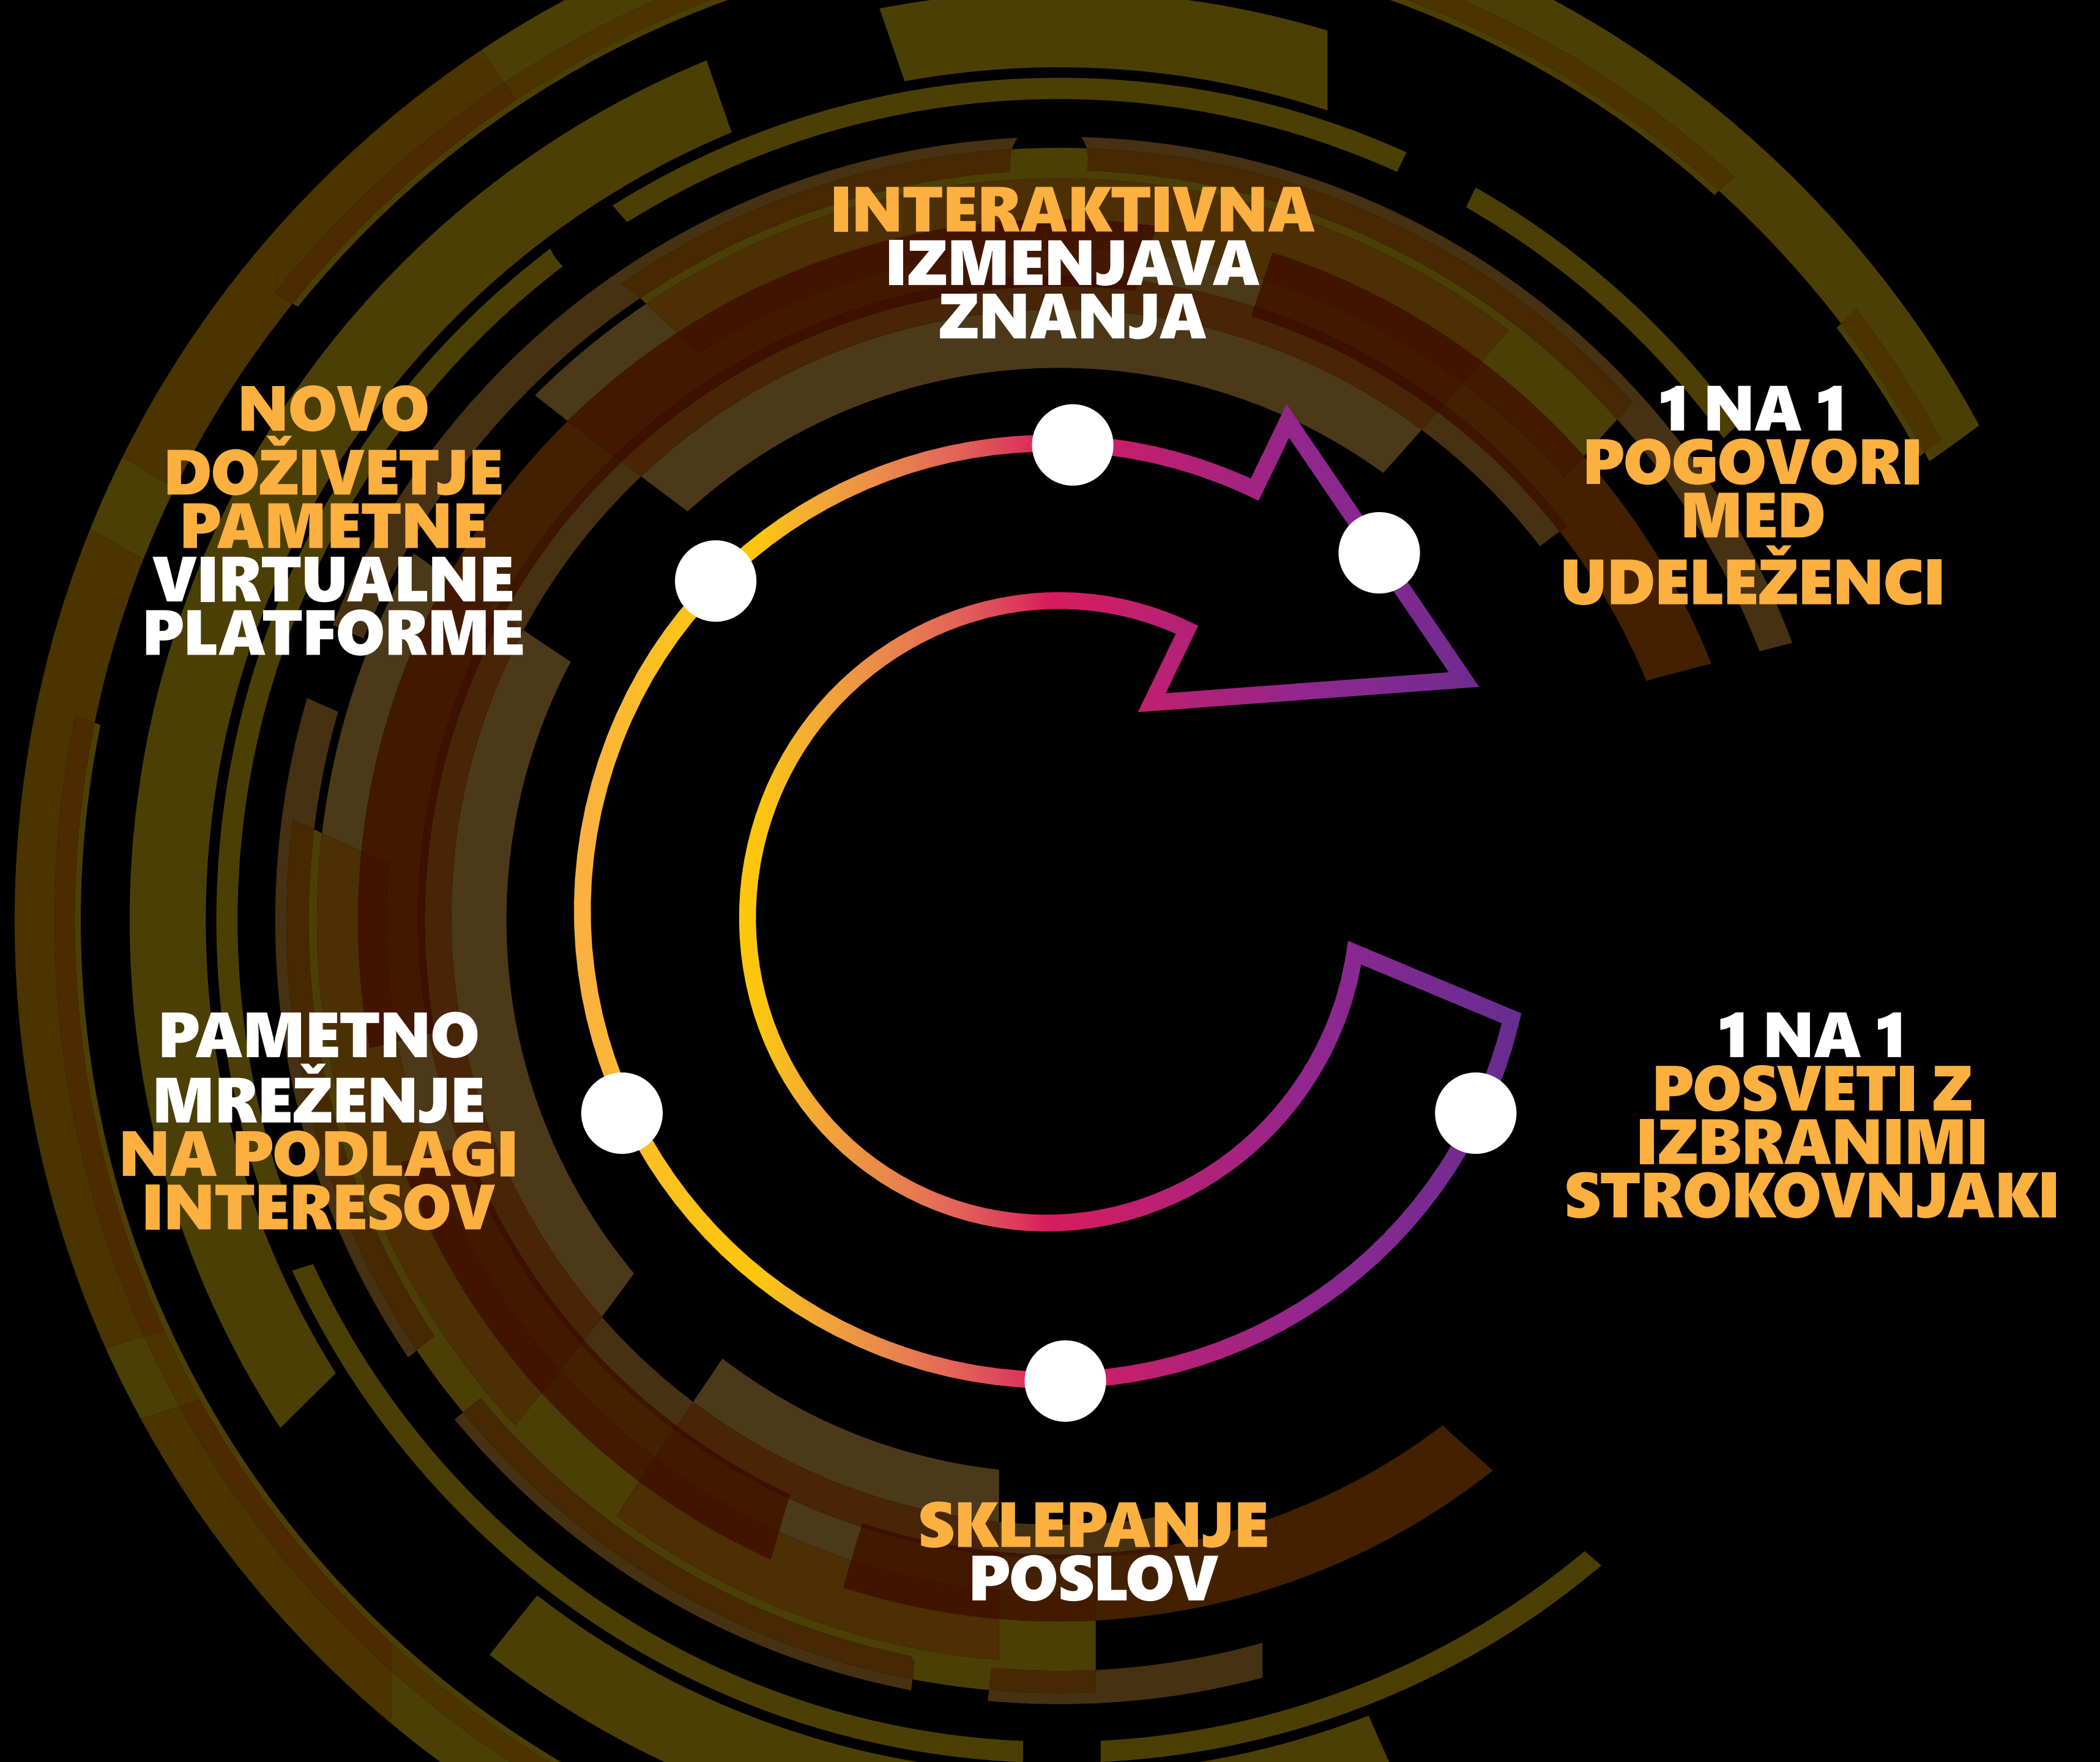 INTERAKTIVNA
IZMENJAVA
ZNANJA
NOVO
DOŽIVETJE
PAMETNE
VIRTUALNE
PLATFORME
1 NA 1
POGOVORI
MED
UDELEŽENCI
PAMETNO
MREŽENJE
NA PODLAGI
INTERESOV
1 NA 1
POSVETI Z
IZBRANIMI
STROKOVNJAKI
SKLEPANJE
POSLOV